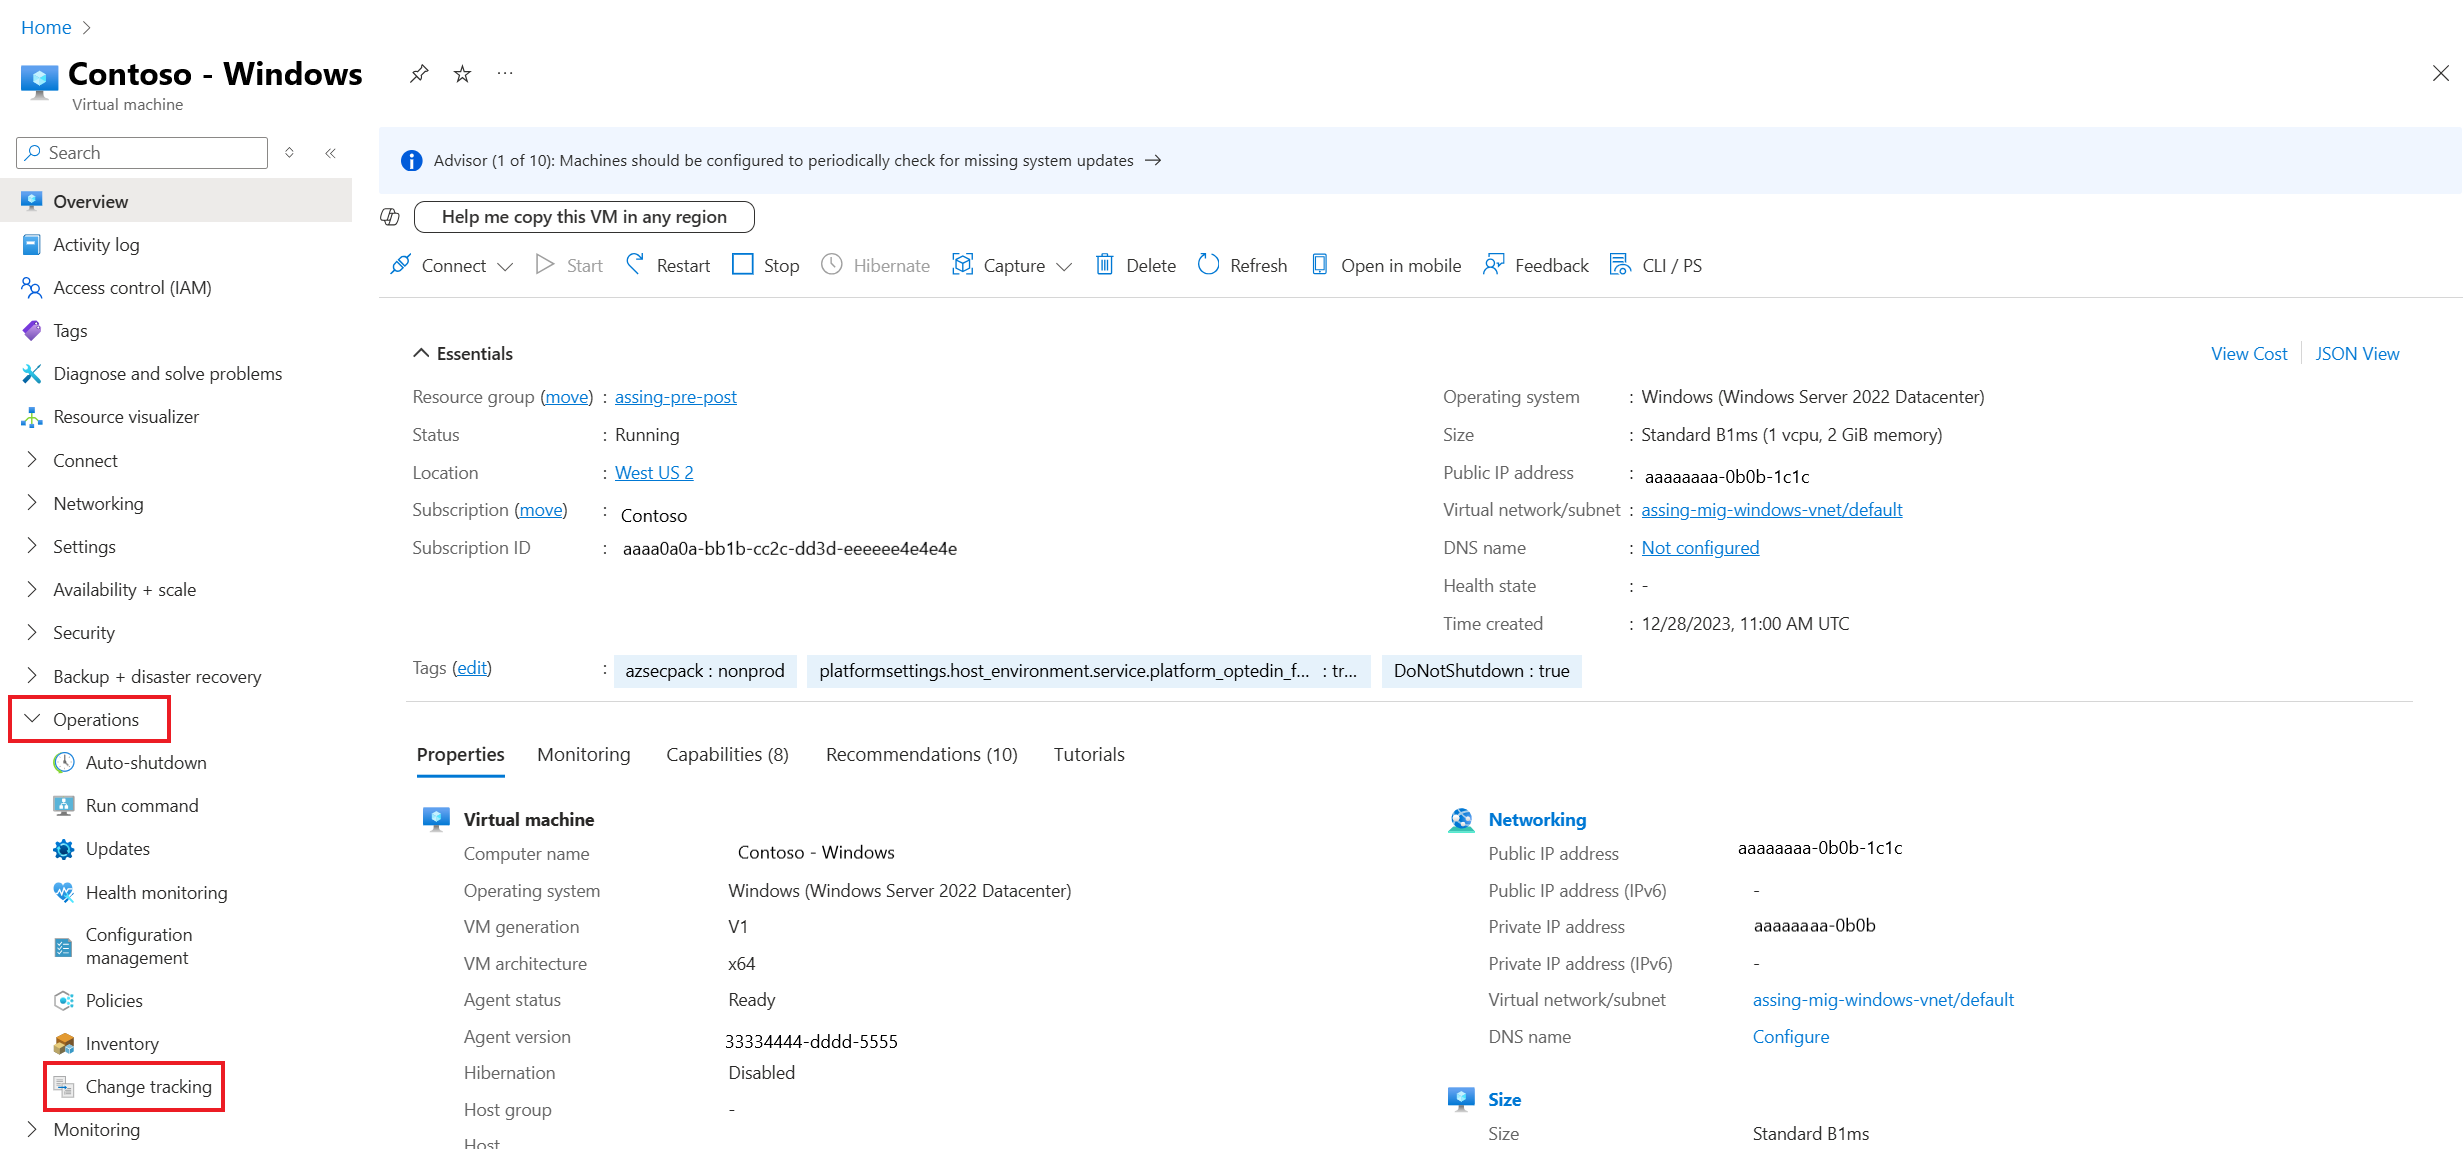 Home
Contoso - Windows
Virtual machine
Search
Overview
Activity log
Access control (IAM)
Tags
Diagnose and solve problems
Resource visualizer
Connect
Networking
Settings
Availability + scale
Security
Backup + disaster recovery
Operations
Auto-shutdown
Run command
Updates
Health monitoring
Configuration
management
Policies
Inventory
Change tracking
Monitoring
Advisor (1 of 10): Machines should be configured to periodically check for missing system updates →
Help me copy this VM in any region
Connect Start Restart Stop Hibernate Capture Delete Refresh Open in mobile Feedback CLI / PS
Essentials
View Cost JSON View
Resource group (move) : assing-pre-post
Status : Running
Location : West US 2
Subscription (move) : Contoso
Subscription ID : aaaa0a0a-bb1b-cc2c-dd3d-eeeeee4e4e4e
Operating system : Windows (Windows Server 2022 Datacenter)
Size : Standard B1ms (1 vcpu, 2 GiB memory)
Public IP address : aaaaaaaa-0b0b-1c1c
Virtual network/subnet : assing-mig-windows-vnet/default
DNS name : Not configured
Health state : -
Time created : 12/28/2023, 11:00 AM UTC
Tags (edit) : azsecpack : nonprod platformsettings.host_environment.service.platform_optedin_f... : tr... DoNotShutdown : true
Properties Monitoring Capabilities (8) Recommendations (10) Tutorials
Virtual machine
Computer name Contoso - Windows
Operating system Windows (Windows Server 2022 Datacenter)
VM generation V1
VM architecture x64
Agent status Ready
Agent version 33334444-dddd-5555
Hibernation Disabled
Host group -
Host
Networking
Public IP address aaaaaaaa-0b0b-1c1c
Public IP address (IPv6) -
Private IP address aaaaaaaa-0b0b
Private IP address (IPv6) -
Virtual network/subnet assing-mig-windows-vnet/default
DNS name Configure
Size
Size Standard B1ms